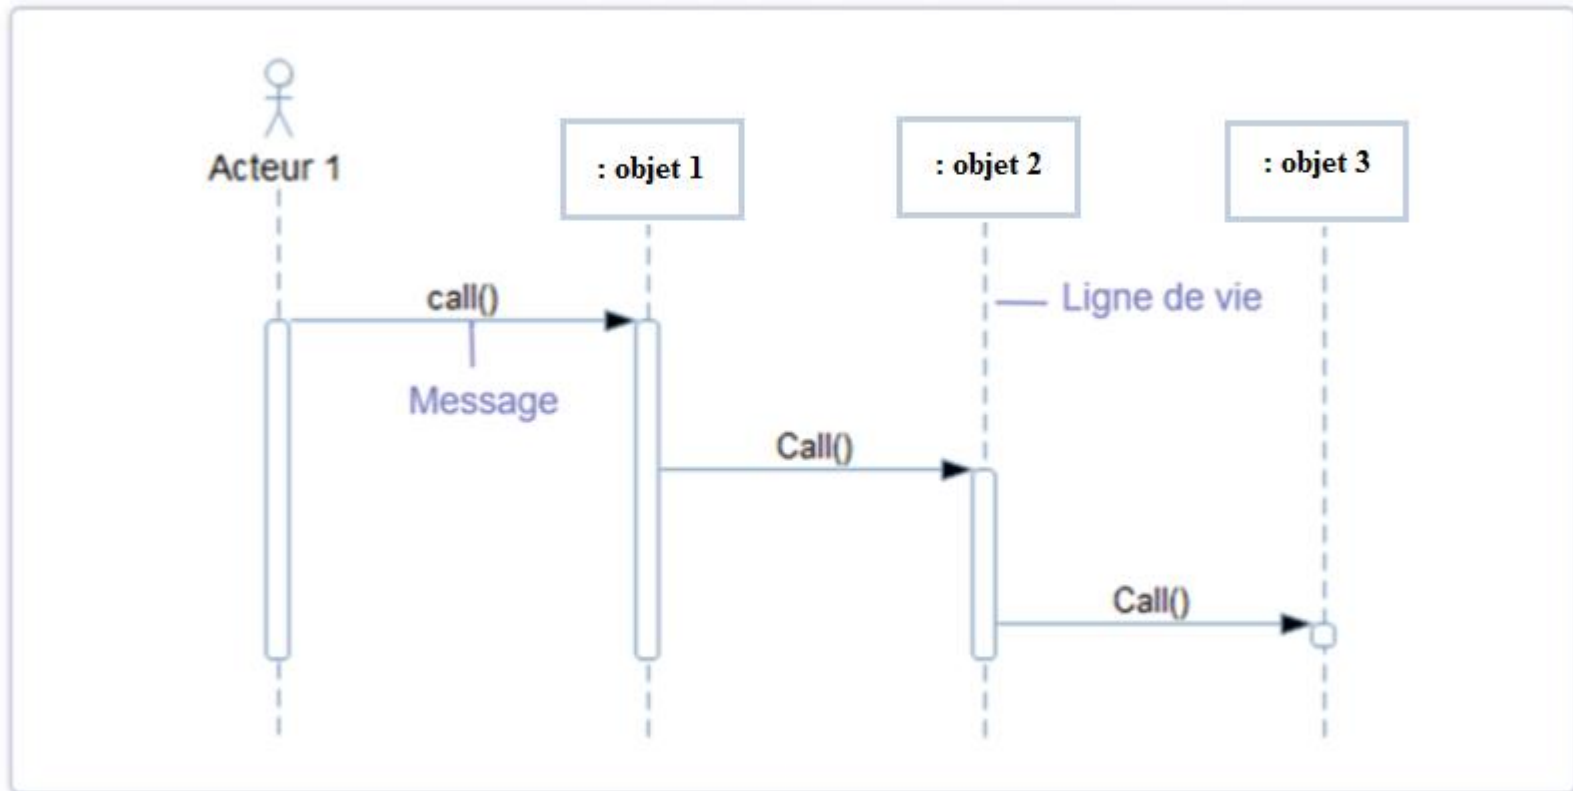 Acteur 1
: objet 1
: objet 2
: objet 3
call()
Ligne de vie
Message
Call()
Call()